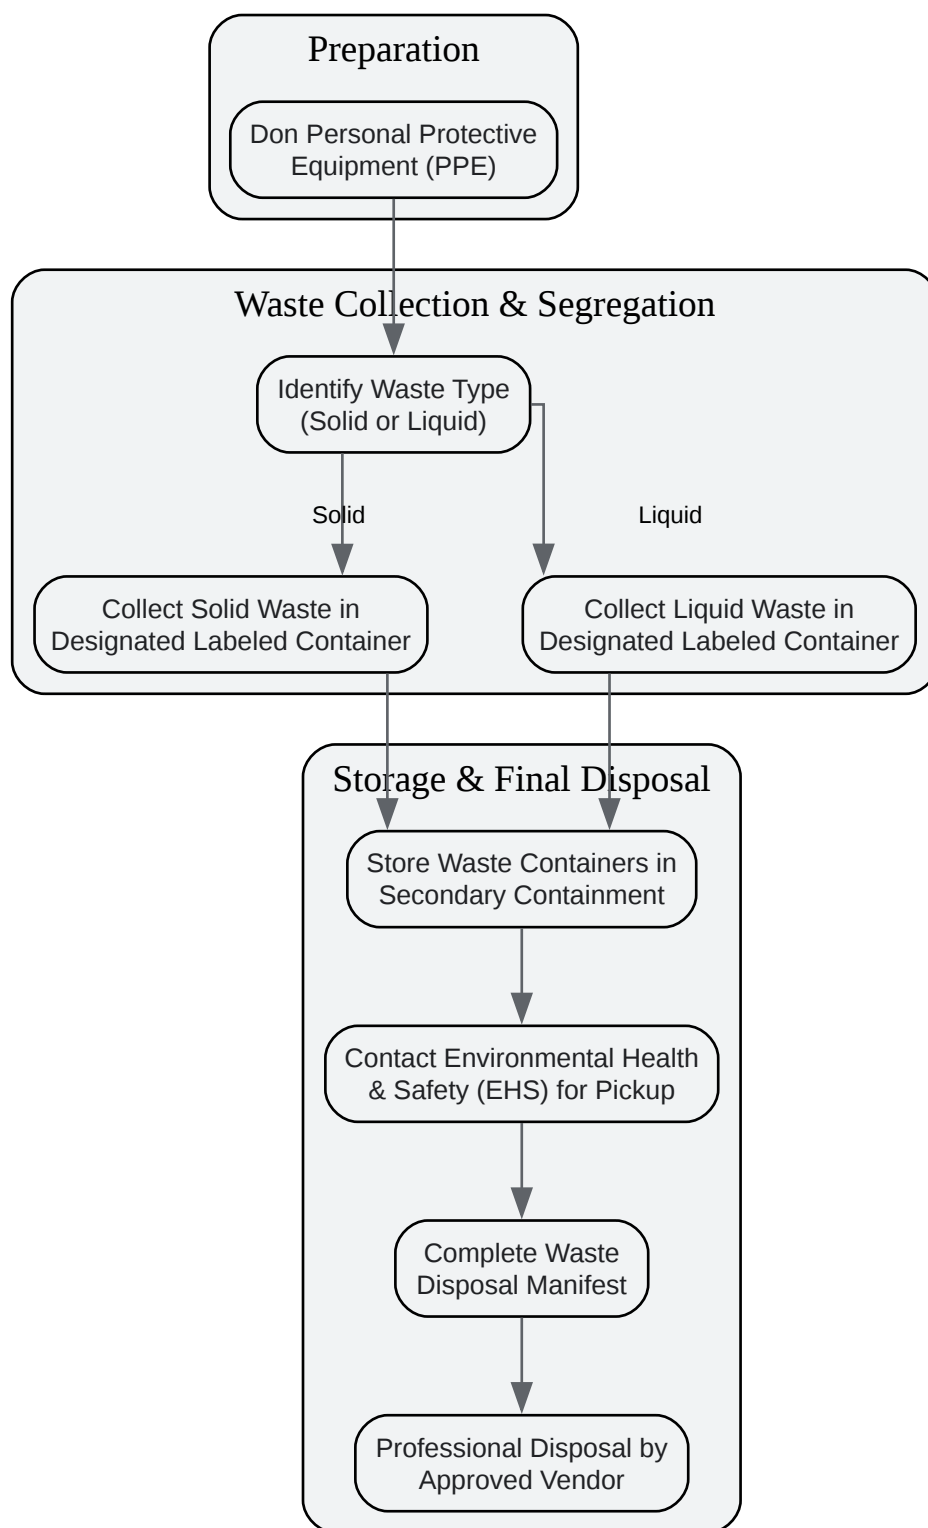 Preparation
Don Personal Protective
Equipment (PPE)
Waste Collection & Segregation
Identify Waste Type
(Solid or Liquid)
Solid
Liquid
Collect Solid Waste in
Designated Labeled Container
Collect Liquid Waste in
Designated Labeled Container
Storage & Final Disposal
Store Waste Containers in
Secondary Containment
Contact Environmental Health
& Safety (EHS) for Pickup
Complete Waste
Disposal Manifest
Professional Disposal by
Approved Vendor